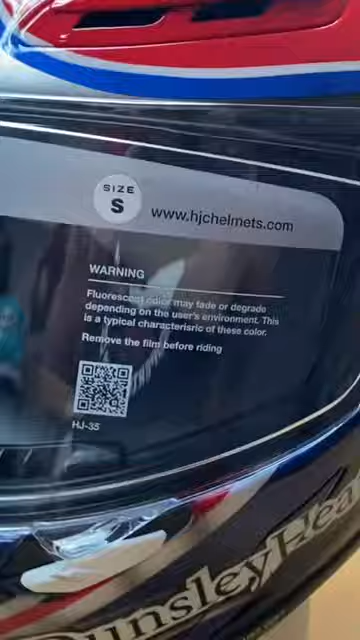 SIZE
S
www.hjchelmets.com
WARNING
Fluorescent color may fade or degrade
depending on the user's environment. This
is a typical characterisric of these color.
Remove the film before riding
HJ-35